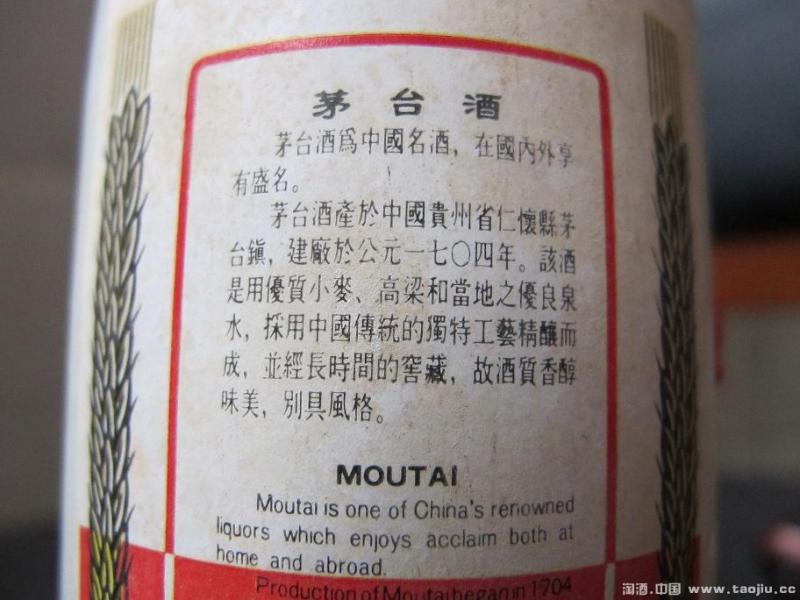 茅台酒
茅台酒爲中國名酒，在國內外享
有盛名。
茅台酒產於中國貴州省仁懷縣茅
台鎮，建廠於公元一七〇四年。該酒
是用優質小麥、高梁和當地之優良泉
水，採用中國傳統的獨特工藝精釀而
成，並經長時間的窖藏，故酒質香醇
味美，別具風格。
MOUTAI
Moutai is one of China's renowned
liquors which enjoys acclaim both at
home and abroad.
Production of Moutai began in 1704
淘酒.中国 www.taojiu.cc